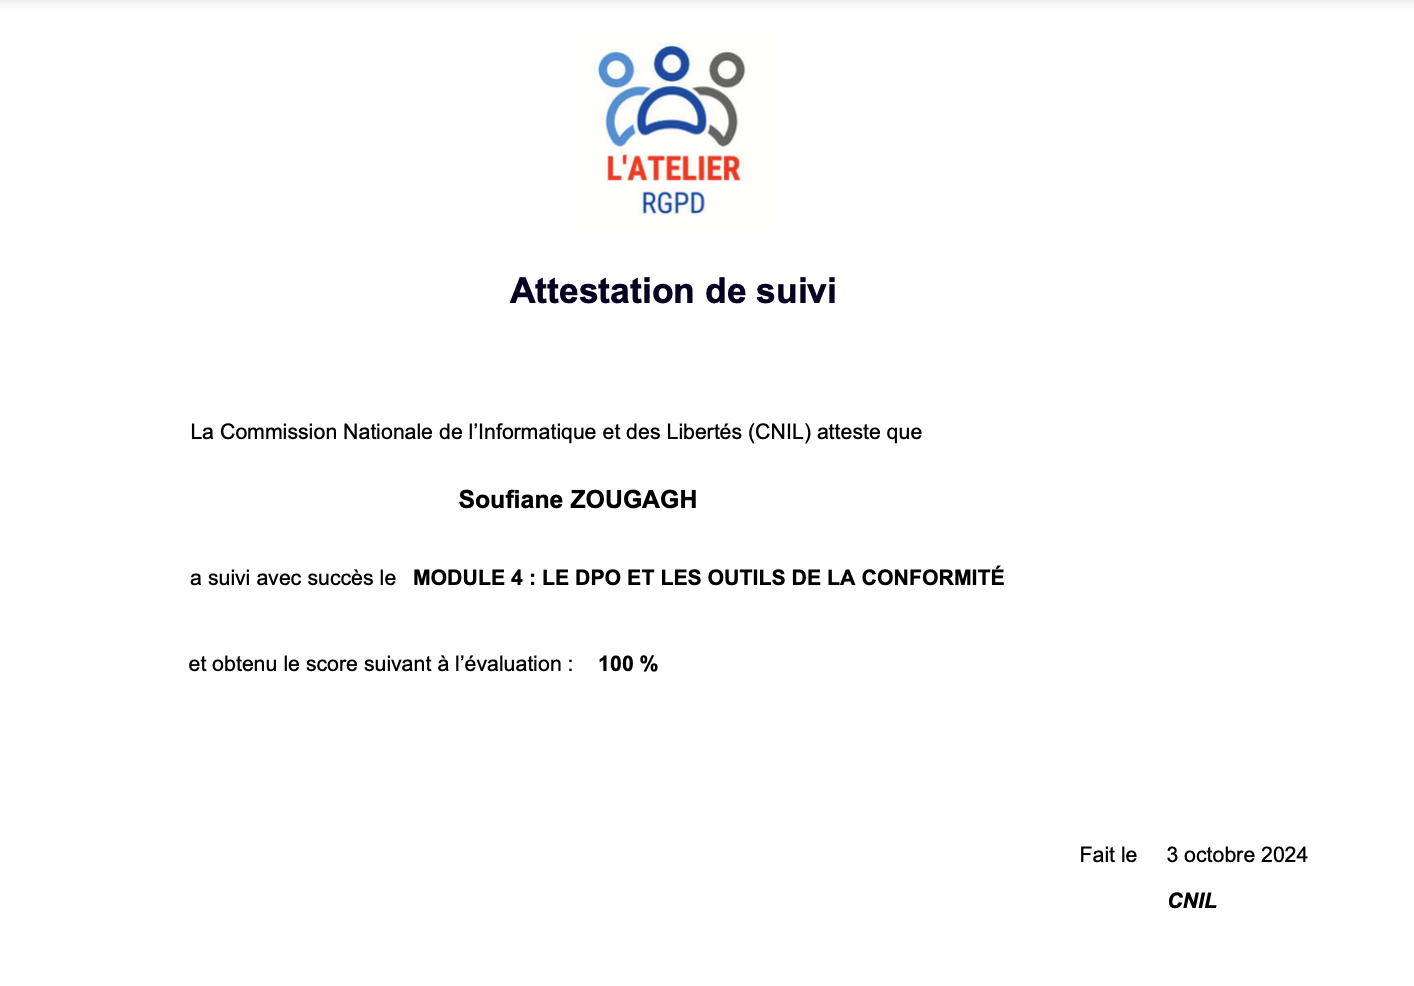 L'ATELIER
RGPD
Attestation de suivi
La Commission Nationale de l’Informatique et des Libertés (CNIL) atteste que
Soufiane ZOUGAGH
a suivi avec succès le MODULE 4 : LE DPO ET LES OUTILS DE LA CONFORMITÉ
et obtenu le score suivant à l’évaluation : 100 %
Fait le 3 octobre 2024
CNIL